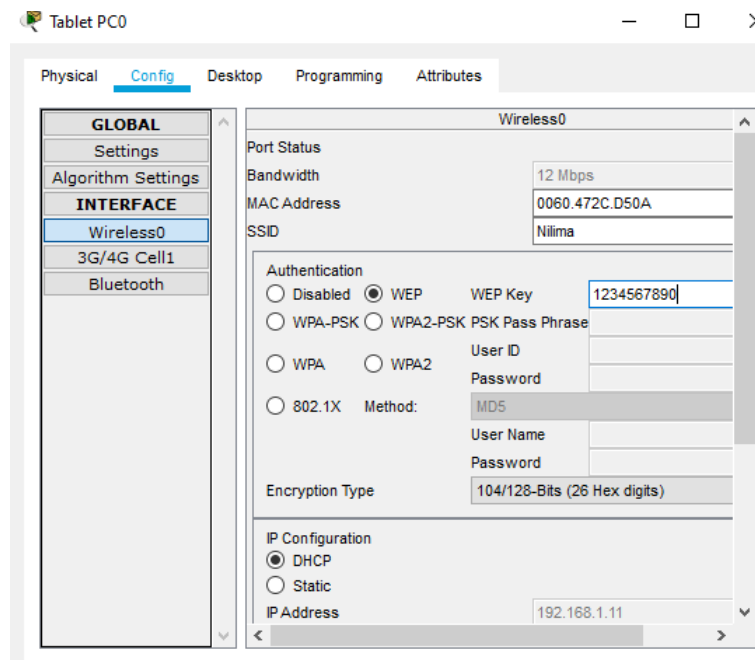 Tablet PC0
Physical Config Desktop Programming Attributes
GLOBAL
Settings
Algorithm Settings
INTERFACE
Wireless0
3G/4G Cell1
Bluetooth
Wireless0
Port Status
Bandwidth 12 Mbps
MAC Address 0060.472C.D50A
SSID Nilima
Authentication
Disabled WEP WEP Key 1234567890
WPA-PSK WPA2-PSK PSK Pass Phrase
User ID
WPA WPA2
Password
802.1X Method: MD5
User Name
Password
Encryption Type 104/128-Bits (26 Hex digits)
IP Configuration
DHCP
Static
IP Address 192.168.1.11